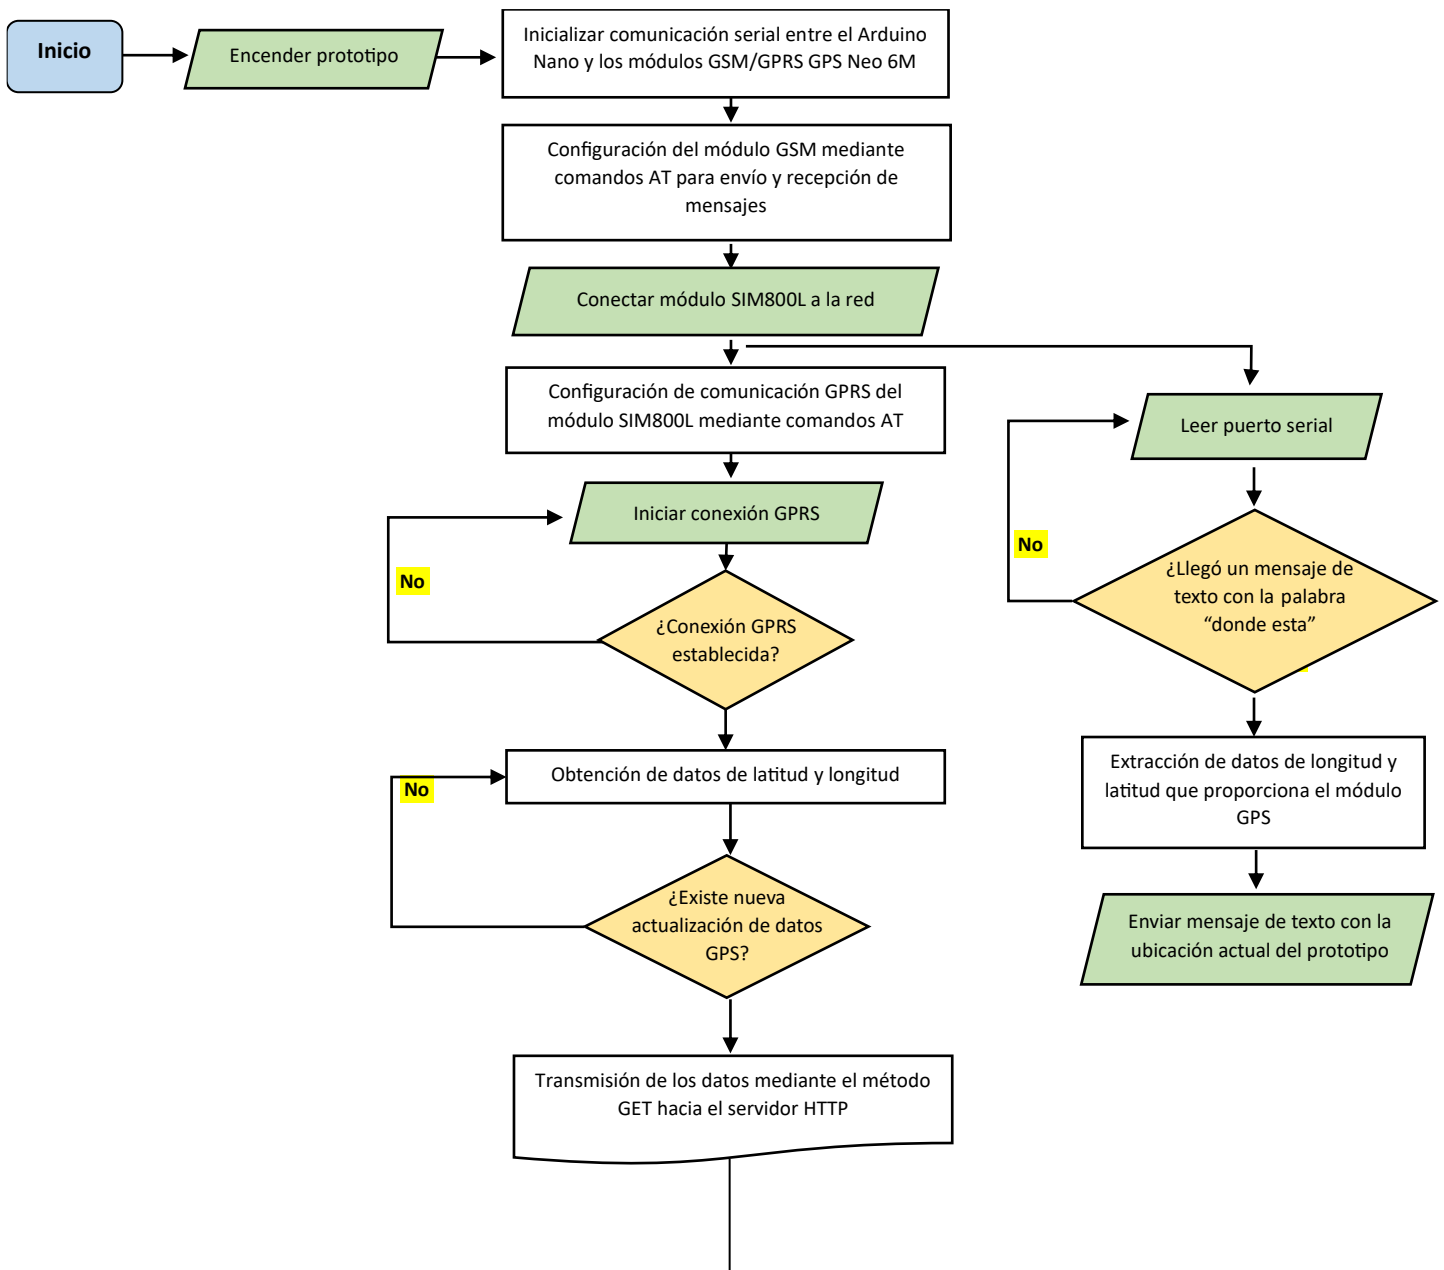 Inicio
Encender prototipo
Inicializar comunicación serial entre el Arduino
Nano y los módulos GSM/GPRS GPS Neo 6M
Configuración del módulo GSM mediante
comandos AT para envío y recepción de
mensajes
Conectar módulo SIM800L a la red
Configuración de comunicación GPRS del
módulo SIM800L mediante comandos AT
Iniciar conexión GPRS
No
¿Conexión GPRS
establecida?
Obtención de datos de latitud y longitud
No
¿Existe nueva
actualización de datos
GPS?
Transmisión de los datos mediante el método
GET hacia el servidor HTTP
Leer puerto serial
No
¿Llegó un mensaje de
texto con la palabra
“donde esta”
Extracción de datos de longitud y
latitud que proporciona el módulo
GPS
Enviar mensaje de texto con la
ubicación actual del prototipo